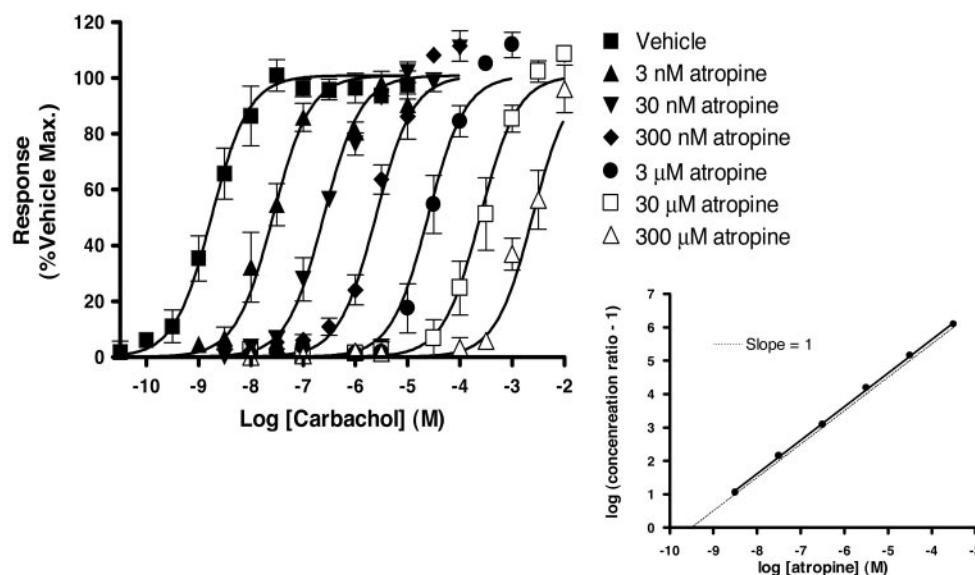 120
100
80
60
40
20
0
Response
(%Vehicle Max.)
-10 -9 -8 -7 -6 -5 -4 -3 -2
Log [Carbachol] (M)
Vehicle
3 nM atropine
30 nM atropine
300 nM atropine
3 µM atropine
30 µM atropine
300 µM atropine
7
6
5
4
3
2
1
0
log (concenreation ratio - 1)
Slope = 1
-10 -9 -8 -7 -6 -5 -4 -3
log [atropine] (M)